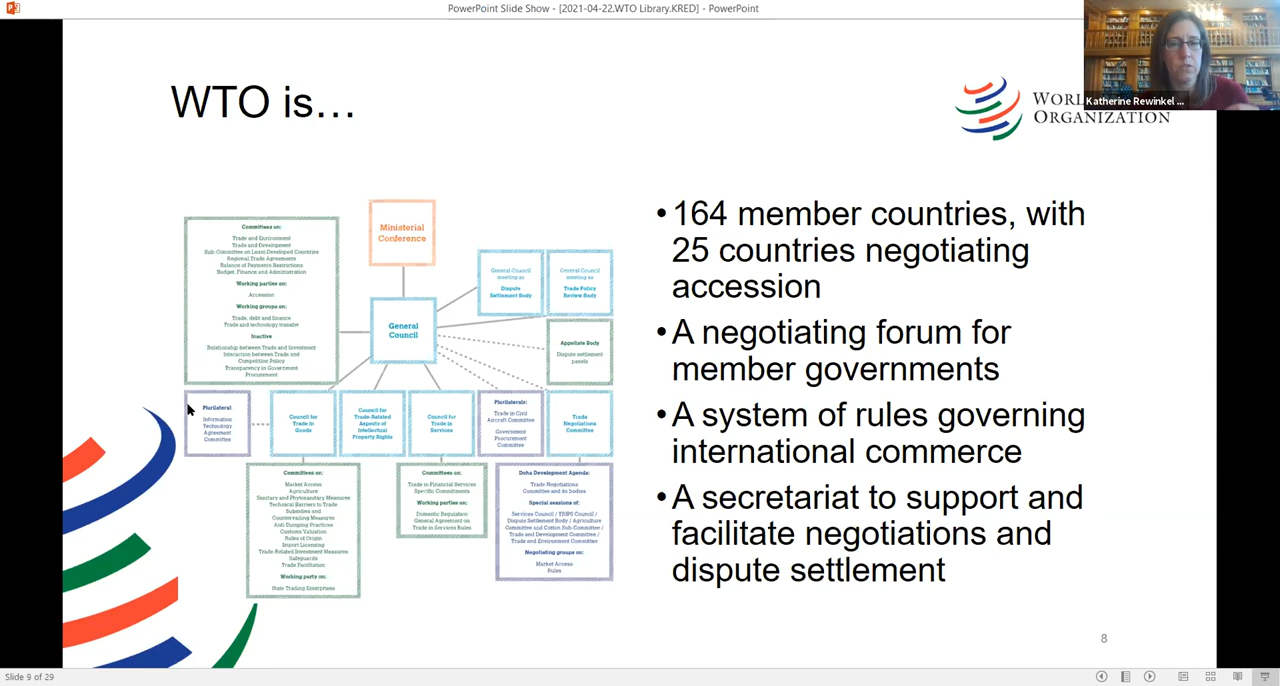 PowerPoint Slide Show - [2021-04-22.WTO Library.KRED] - PowerPoint
Katherine Rewinkel ...
WTO is…
WORL
ORGANIZATION
Committees on:
Trade and Environment
Trade and Development
Sub-Committee on Least-Developed Countries
Regional Trade Agreements
Balance of Payments Restrictions
Budget, Finance and Administration
Working parties on:
Accession
Working groups on:
Trade, debt and finance
Trade and technology transfer
Inactive
Relationship between Trade and Investment
Interaction between Trade and
Competition Policy
Transparency in Government
Procurement
Ministerial
Conference
General
Council
General Council
meeting as
Dispute
Settlement Body
General Council
meeting as
Trade Policy
Review Body
Appellate Body
Dispute settlement
panels
Plurilateral
Information
Technology
Agreement
Committee
Council for
Trade in
Goods
Council for
Trade-Related
Aspects of
Intellectual
Property Rights
Council for
Trade in
Services
Plurilaterals:
Trade in Civil
Aircraft Committee
Government
Procurement
Committee
Trade
Negotiations
Committee
Committees on:
Market Access
Agriculture
Sanitary and Phytosanitary Measures
Technical Barriers to Trade
Subsidies and
Countervailing Measures
Anti-Dumping Practices
Customs Valuation
Rules of Origin
Import Licensing
Trade-Related Investment Measures
Safeguards
Trade Facilitation
Working party on:
State Trading Enterprises
Committees on:
Trade in Financial Services
Specific Commitments
Working parties on:
Domestic Regulation
General Agreement on
Trade in Services Rules
Doha Development Agenda:
Trade Negotiations
Committee and its bodies
Special sessions of:
Services Council / TRIPS Council /
Dispute Settlement Body / Agriculture
Committee and Cotton Sub-Committee /
Trade and Development Committee /
Trade and Environment Committee
Negotiating groups on:
Market Access
Rules
•164 member countries, with
25 countries negotiating
accession
•A negotiating forum for
member governments
•A system of rules governing
international commerce
•A secretariat to support and
facilitate negotiations and
dispute settlement
8
Slide 9 of 29